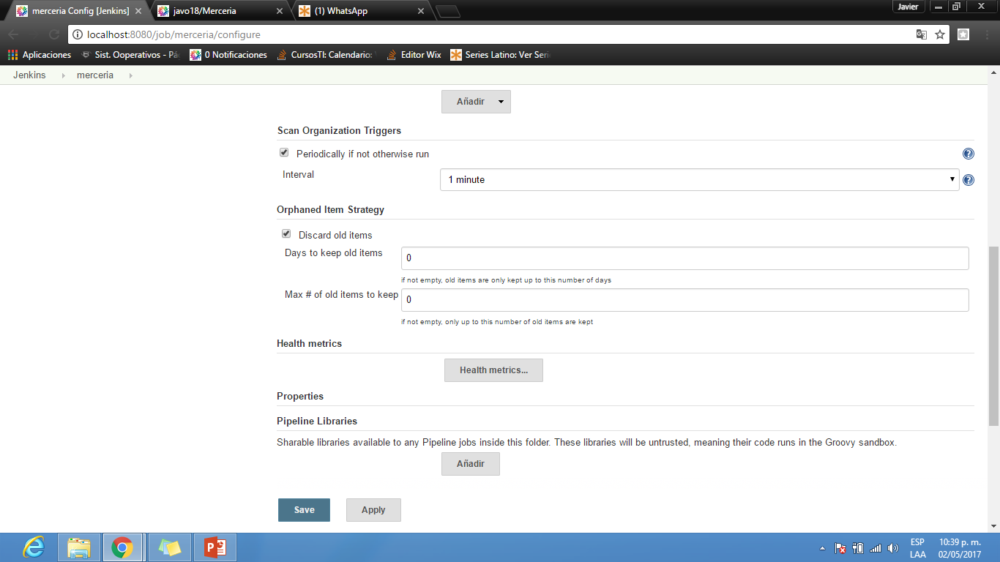 merceria Config [Jenkins]
javo18/Merceria
(1) WhatsApp
Javier
localhost:8080/job/merceria/configure
Aplicaciones
Sist. Ooperativos - Pá
0 Notificaciones
CursosTI: Calendario:
Editor Wix
Series Latino: Ver Seri
Jenkins
merceria
Añadir
Scan Organization Triggers
Periodically if not otherwise run
Interval
1 minute
Orphaned Item Strategy
Discard old items
Days to keep old items
0
if not empty, old items are only kept up to this number of days
Max # of old items to keep
0
if not empty, only up to this number of old items are kept
Health metrics
Health metrics...
Properties
Pipeline Libraries
Sharable libraries available to any Pipeline jobs inside this folder. These libraries will be untrusted, meaning their code runs in the Groovy sandbox.
Añadir
Save
Apply
ESP
LAA
10:39 p. m.
02/05/2017